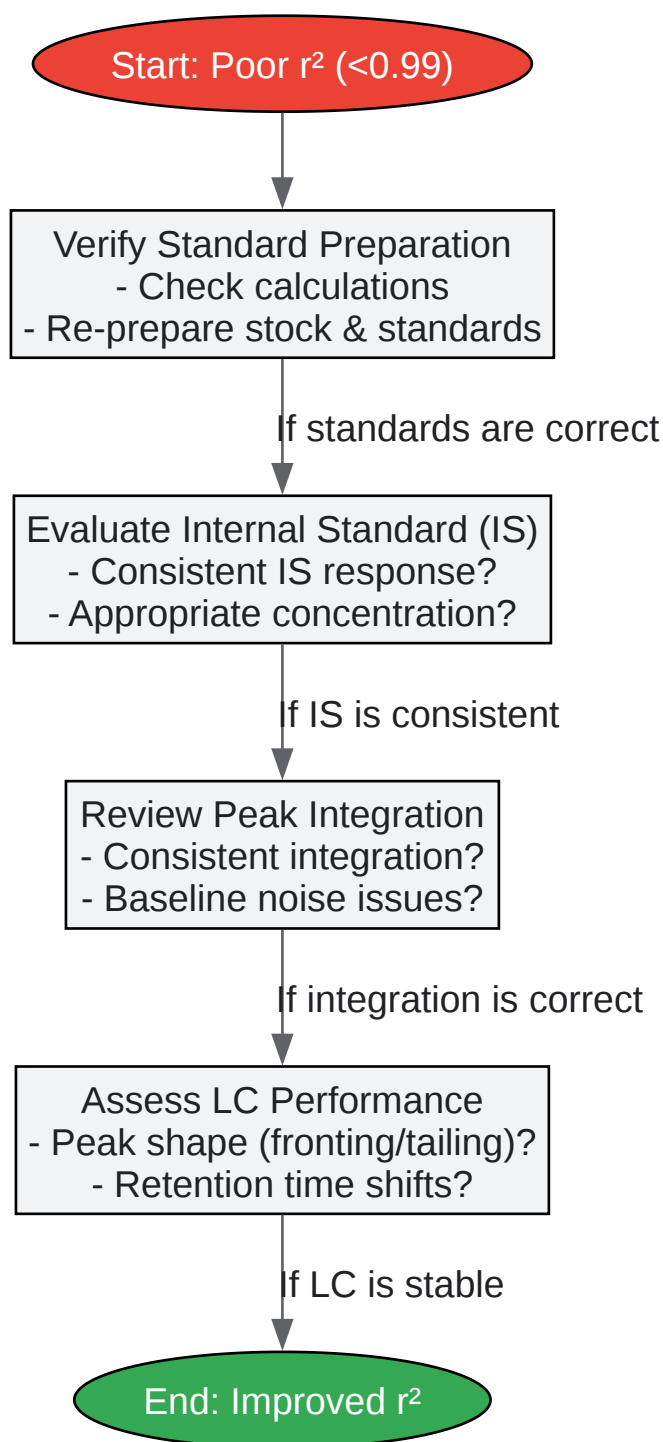 Start: Poor r² (<0.99)
Verify Standard Preparation
- Check calculations
- Re-prepare stock & standards
If standards are correct
Evaluate Internal Standard (IS)
- Consistent IS response?
- Appropriate concentration?
If IS is consistent
Review Peak Integration
- Consistent integration?
- Baseline noise issues?
If integration is correct
Assess LC Performance
- Peak shape (fronting/tailing)?
- Retention time shifts?
If LC is stable
End: Improved r²